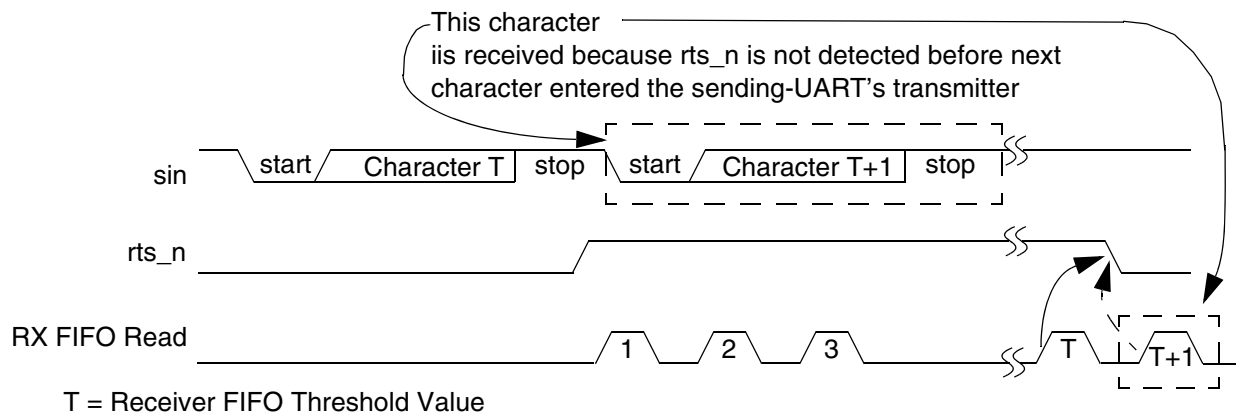 This character
iis received because rts_n is not detected before next
character entered the sending-UART's transmitter
sin start Character T stop start Character T+1 stop
rts_n
RX FIFO Read 1 2 3 T T+1
T = Receiver FIFO Threshold Value